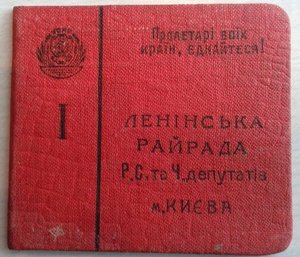 Пролетарі всіх
країн, єднайтеся!
I
ЛЕНІНСЬКА
РАЙРАДА
Р.С. та Ч. депутатів
м. КИЄВА